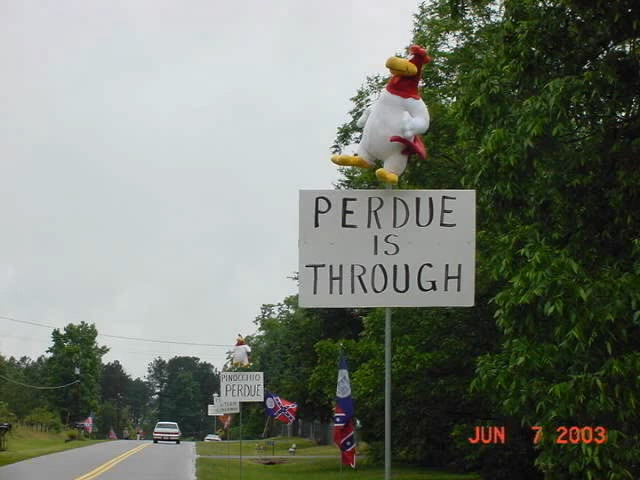 PERDUE
IS
THROUGH
PINOCCHIO
PERDUE
JUN 7 2003